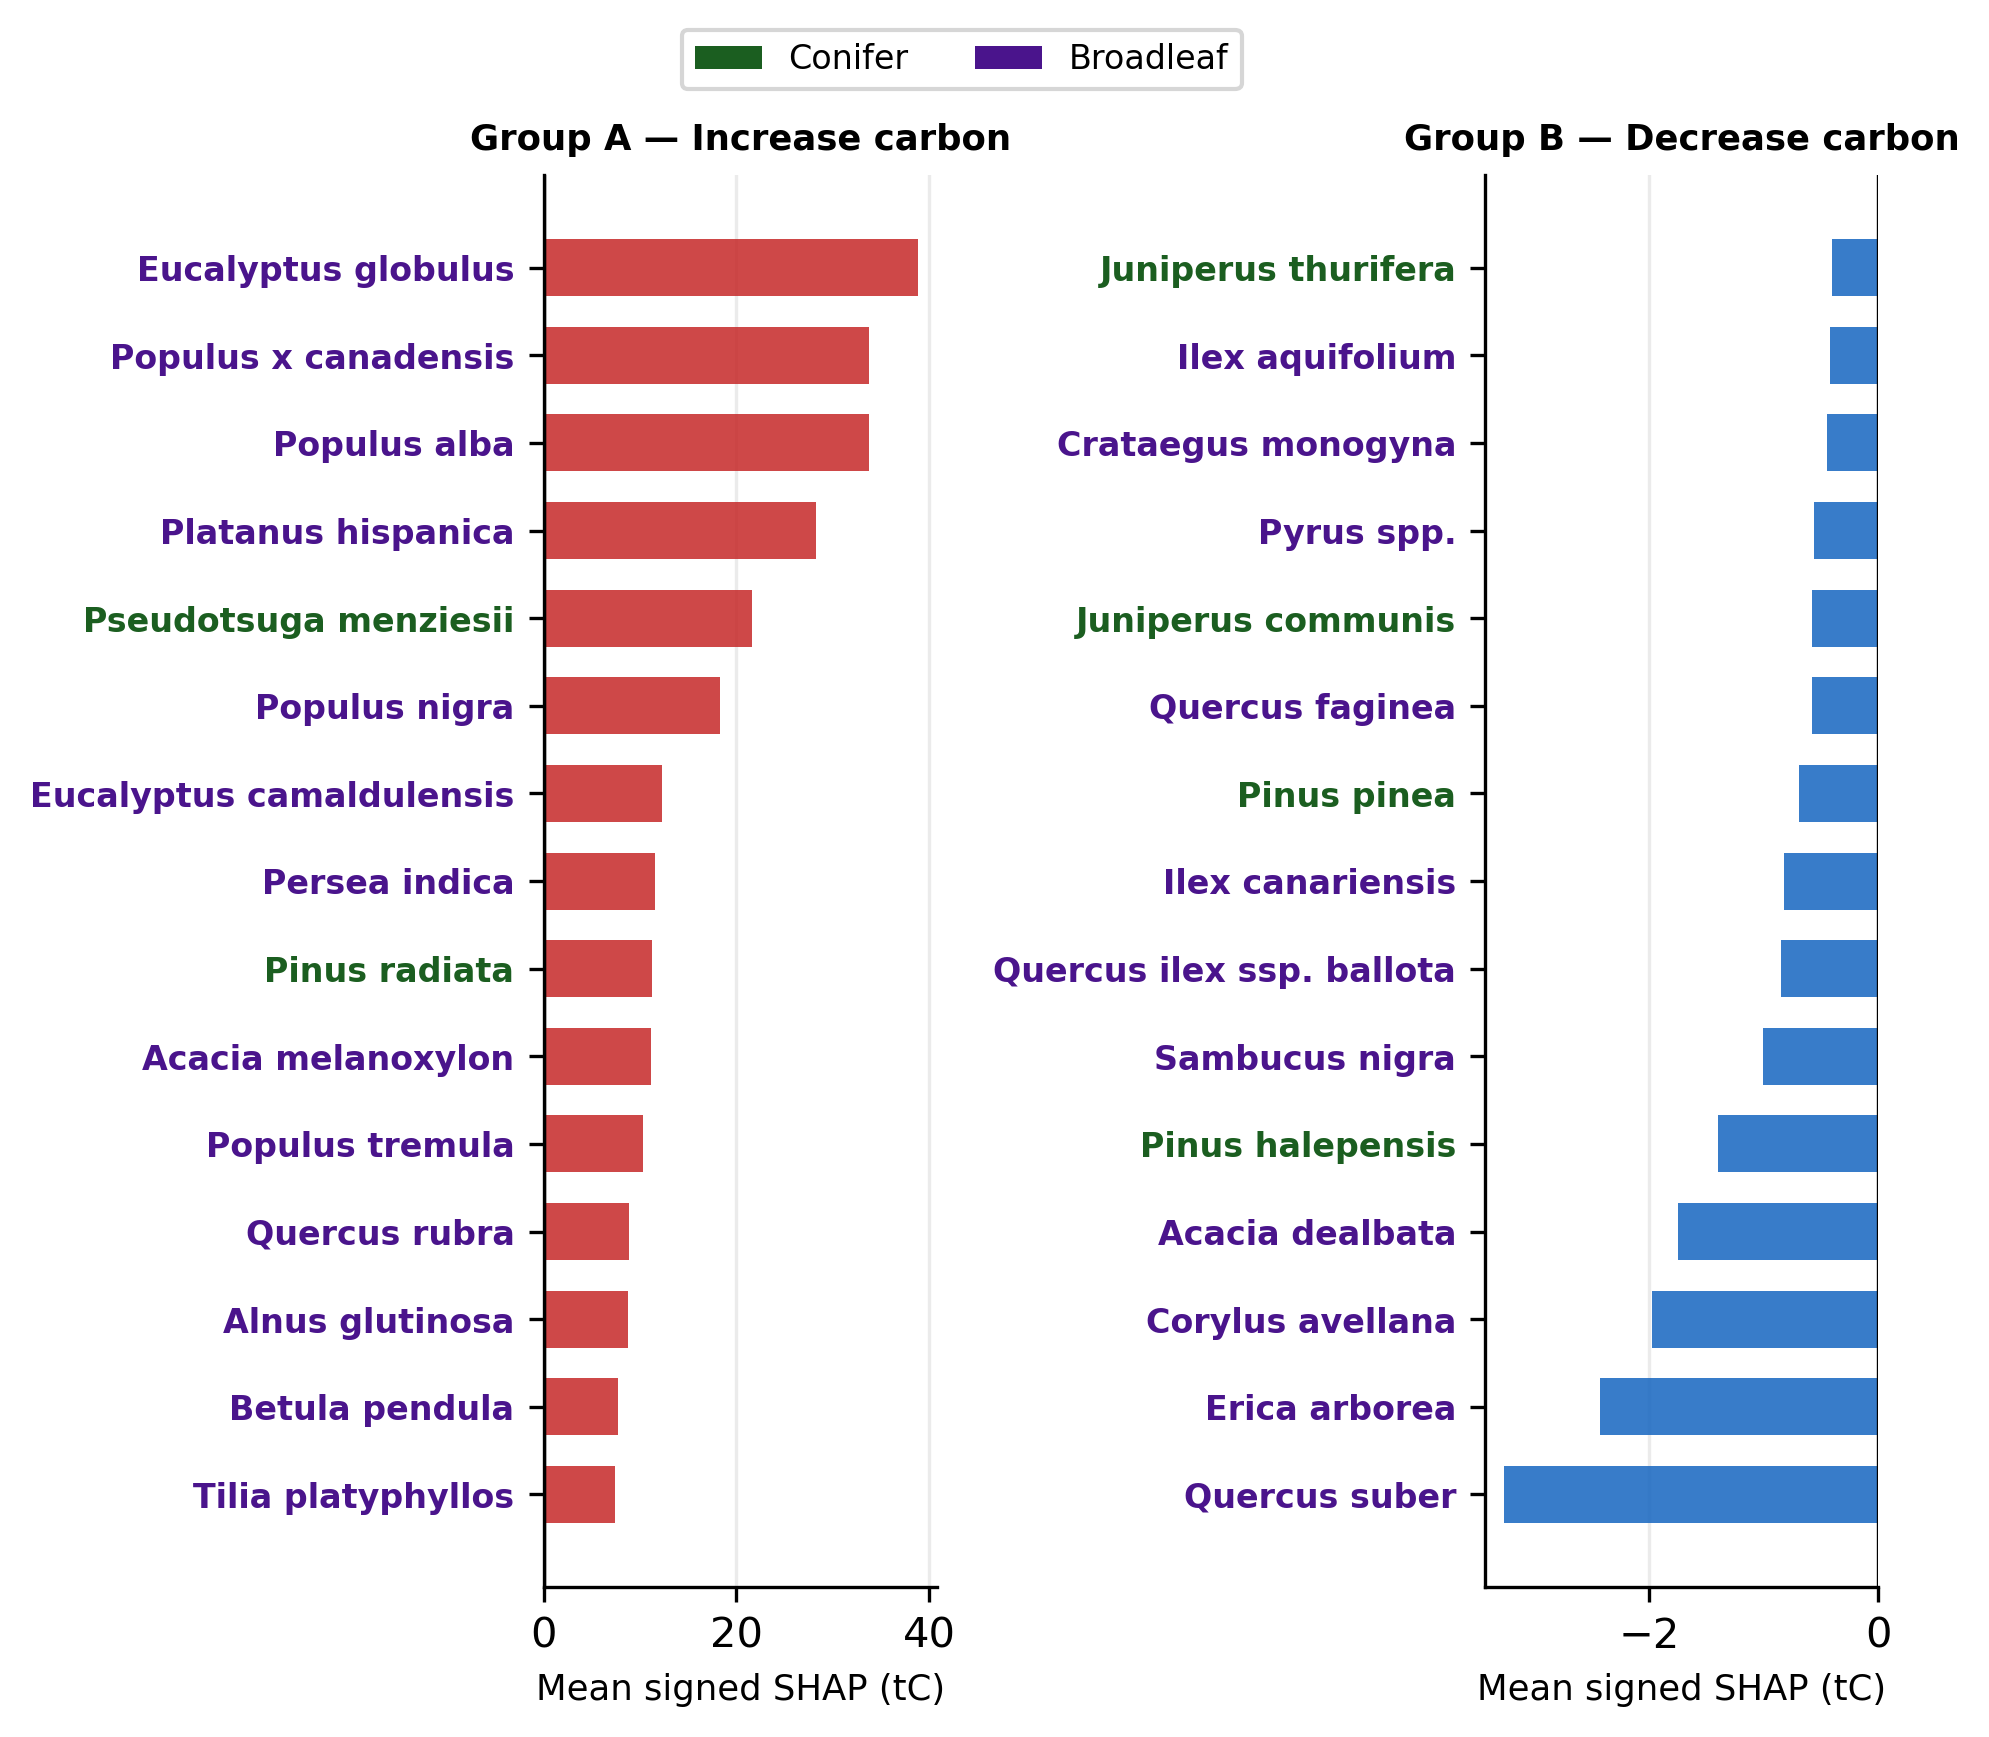 Conifer
Broadleaf
Group A — Increase carbon
Eucalyptus globulus
Populus x canadensis
Populus alba
Platanus hispanica
Pseudotsuga menziesii
Populus nigra
Eucalyptus camaldulensis
Persea indica
Pinus radiata
Acacia melanoxylon
Populus tremula
Quercus rubra
Alnus glutinosa
Betula pendula
Tilia platyphyllos
0 20 40
Mean signed SHAP (tC)
Group B — Decrease carbon
Juniperus thurifera
Ilex aquifolium
Crataegus monogyna
Pyrus spp.
Juniperus communis
Quercus faginea
Pinus pinea
Ilex canariensis
Quercus ilex ssp. ballota
Sambucus nigra
Pinus halepensis
Acacia dealbata
Corylus avellana
Erica arborea
Quercus suber
−2 0
Mean signed SHAP (tC)